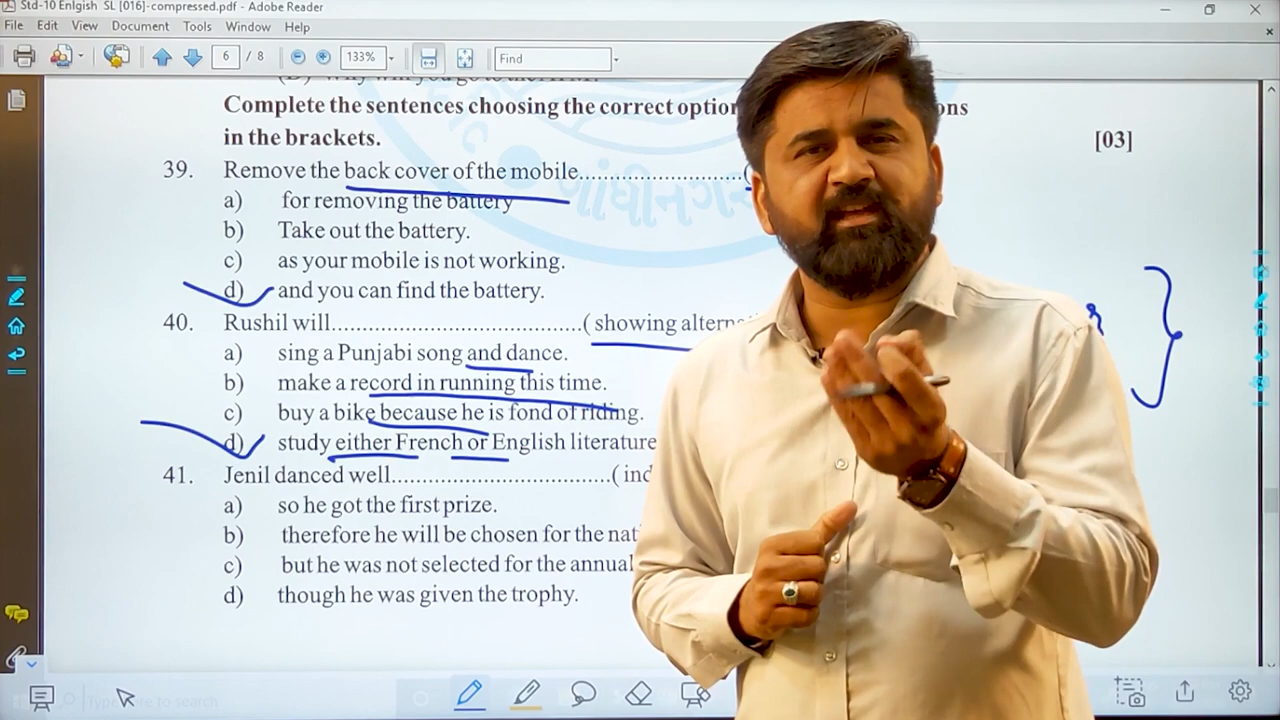 Std-10 Enlgish SL [016]-compressed.pdf - Adobe Reader
File Edit View Document Tools Window Help
6 / 8 133% Find
Complete the sentences choosing the correct option
in the brackets. [03]
39. Remove the back cover of the mobile..........................(
a) for removing the battery
b) Take out the battery.
c) as your mobile is not working.
d) and you can find the battery.
40. Rushil will.........................................( showing
a) sing a Punjabi song and dance.
b) make a record in running this time.
c) buy a bike because he is fond of riding.
d) study either French or English literature
41. Jenil danced well...................................(
a) so he got the first prize.
b) therefore he will be chosen for the
c) but he was not selected for the annual
d) though he was given the trophy.
ગાંધીનગર
Type here to search